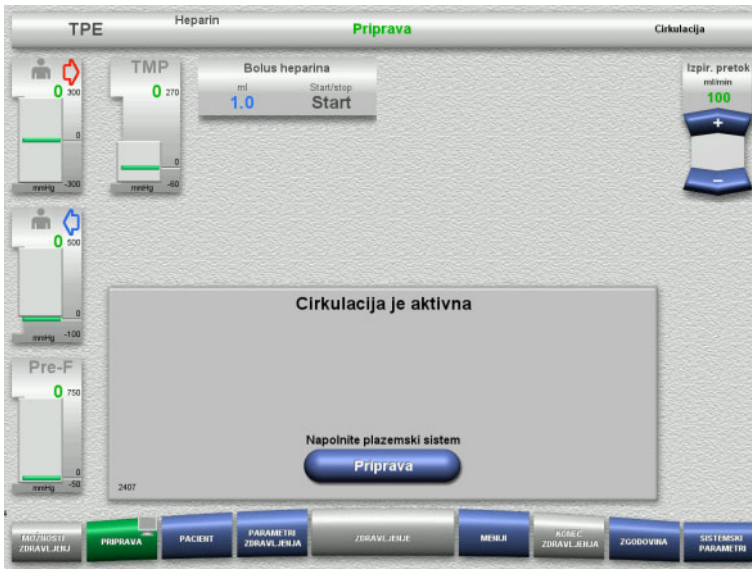 TPE
Heparin
Priprava
Cirkulacija
0 300
0
mmHg -300
TMP
0 270
0
mmHg -60
Bolus heparina
ml Start/stop
1.0 Start
Izpir. pretok
ml/min
100
+
–
0 500
0
mmHg -100
Pre-F
0 750
0
mmHg -50
Cirkulacija je aktivna
Napolnite plazemski sistem
Priprava
2407
MOŽNOSTI
ZDRAVLJENJ
PRIPRAVA
PACIENT
PARAMETRI
ZDRAVLJENJA
ZDRAVLJENJE
MENIJI
KONEC
ZDRAVLJENJA
ZGODOVINA
SISTEMSKI
PARAMETRI